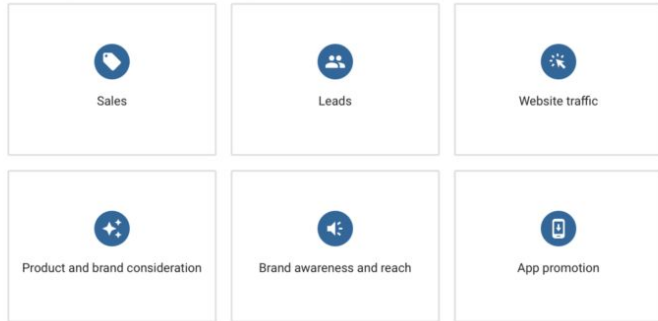 Sales
Leads
Website traffic
Product and brand consideration
Brand awareness and reach
App promotion